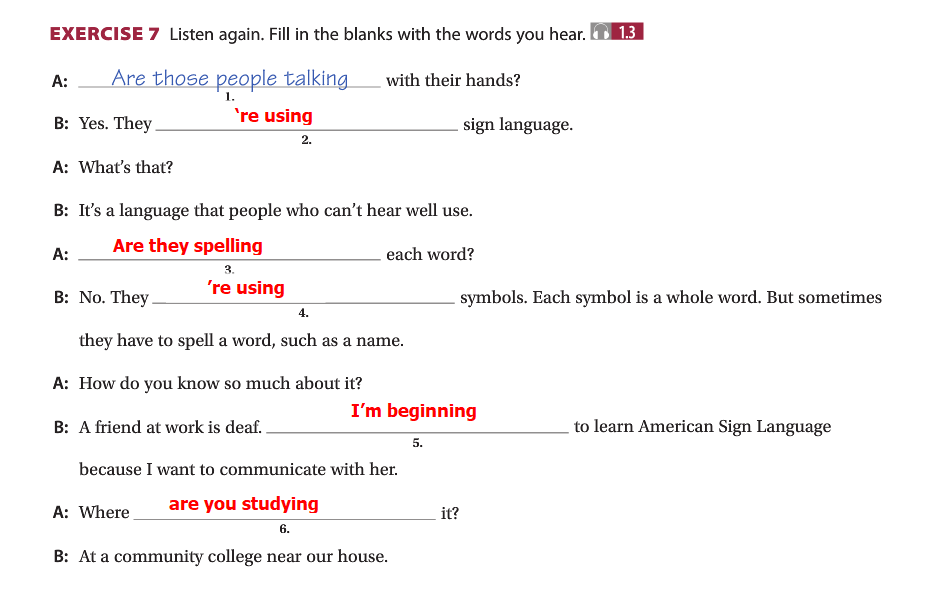 EXERCISE 7 Listen again. Fill in the blanks with the words you hear. 1.3
A: Are those people talking with their hands?
1.
B: Yes. They ‛re using sign language.
2.
A: What’s that?
B: It’s a language that people who can’t hear well use.
A: Are they spelling each word?
3.
B: No. They ’re using symbols. Each symbol is a whole word. But sometimes
4.
they have to spell a word, such as a name.
A: How do you know so much about it?
B: A friend at work is deaf. I’m beginning to learn American Sign Language
5.
because I want to communicate with her.
A: Where are you studying it?
6.
B: At a community college near our house.